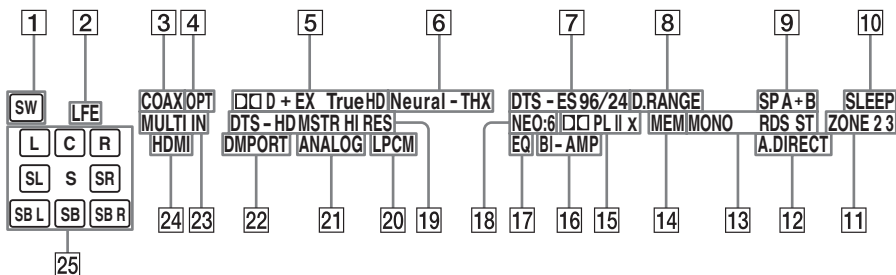 1 2 3 4 5 6 7 8 9 10
SW LFE COAX OPT D + EX TrueHD Neural - THX DTS - ES 96/24 D.RANGE SP A + B SLEEP
MULTI IN DTS - HD MSTR HI RES NEO:6 PL II X MEM MONO RDS ST ZONE 2 3
L C R HDMI DMPORT ANALOG LPCM EQ BI - AMP A.DIRECT
SL S SR
SB L SB SB R
24 23 22 21 20 19 18 17 16 15 14 13 12 11
25